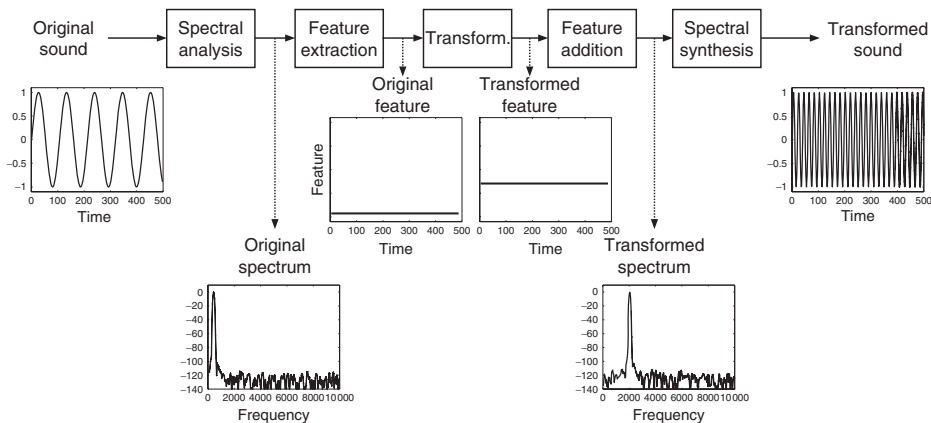 Original
sound
Spectral
analysis
Feature
extraction
Transform.
Feature
addition
Spectral
synthesis
Transformed
sound
Original
feature
Transformed
feature
1
0.5
0
−0.5
−1
0 100 200 300 400 500
Time
Feature
0 100 200 300 400 500
Time
0 100 200 300 400 500
Time
1
0.5
0
−0.5
−1
0 100 200 300 400 500
Time
Original
spectrum
Transformed
spectrum
0
−20
−40
−60
−80
−100
−120
−140
0 2000 4000 6000 8000 10000
Frequency
0
−20
−40
−60
−80
−100
−120
−140
0 2000 4000 6000 8000 10000
Frequency